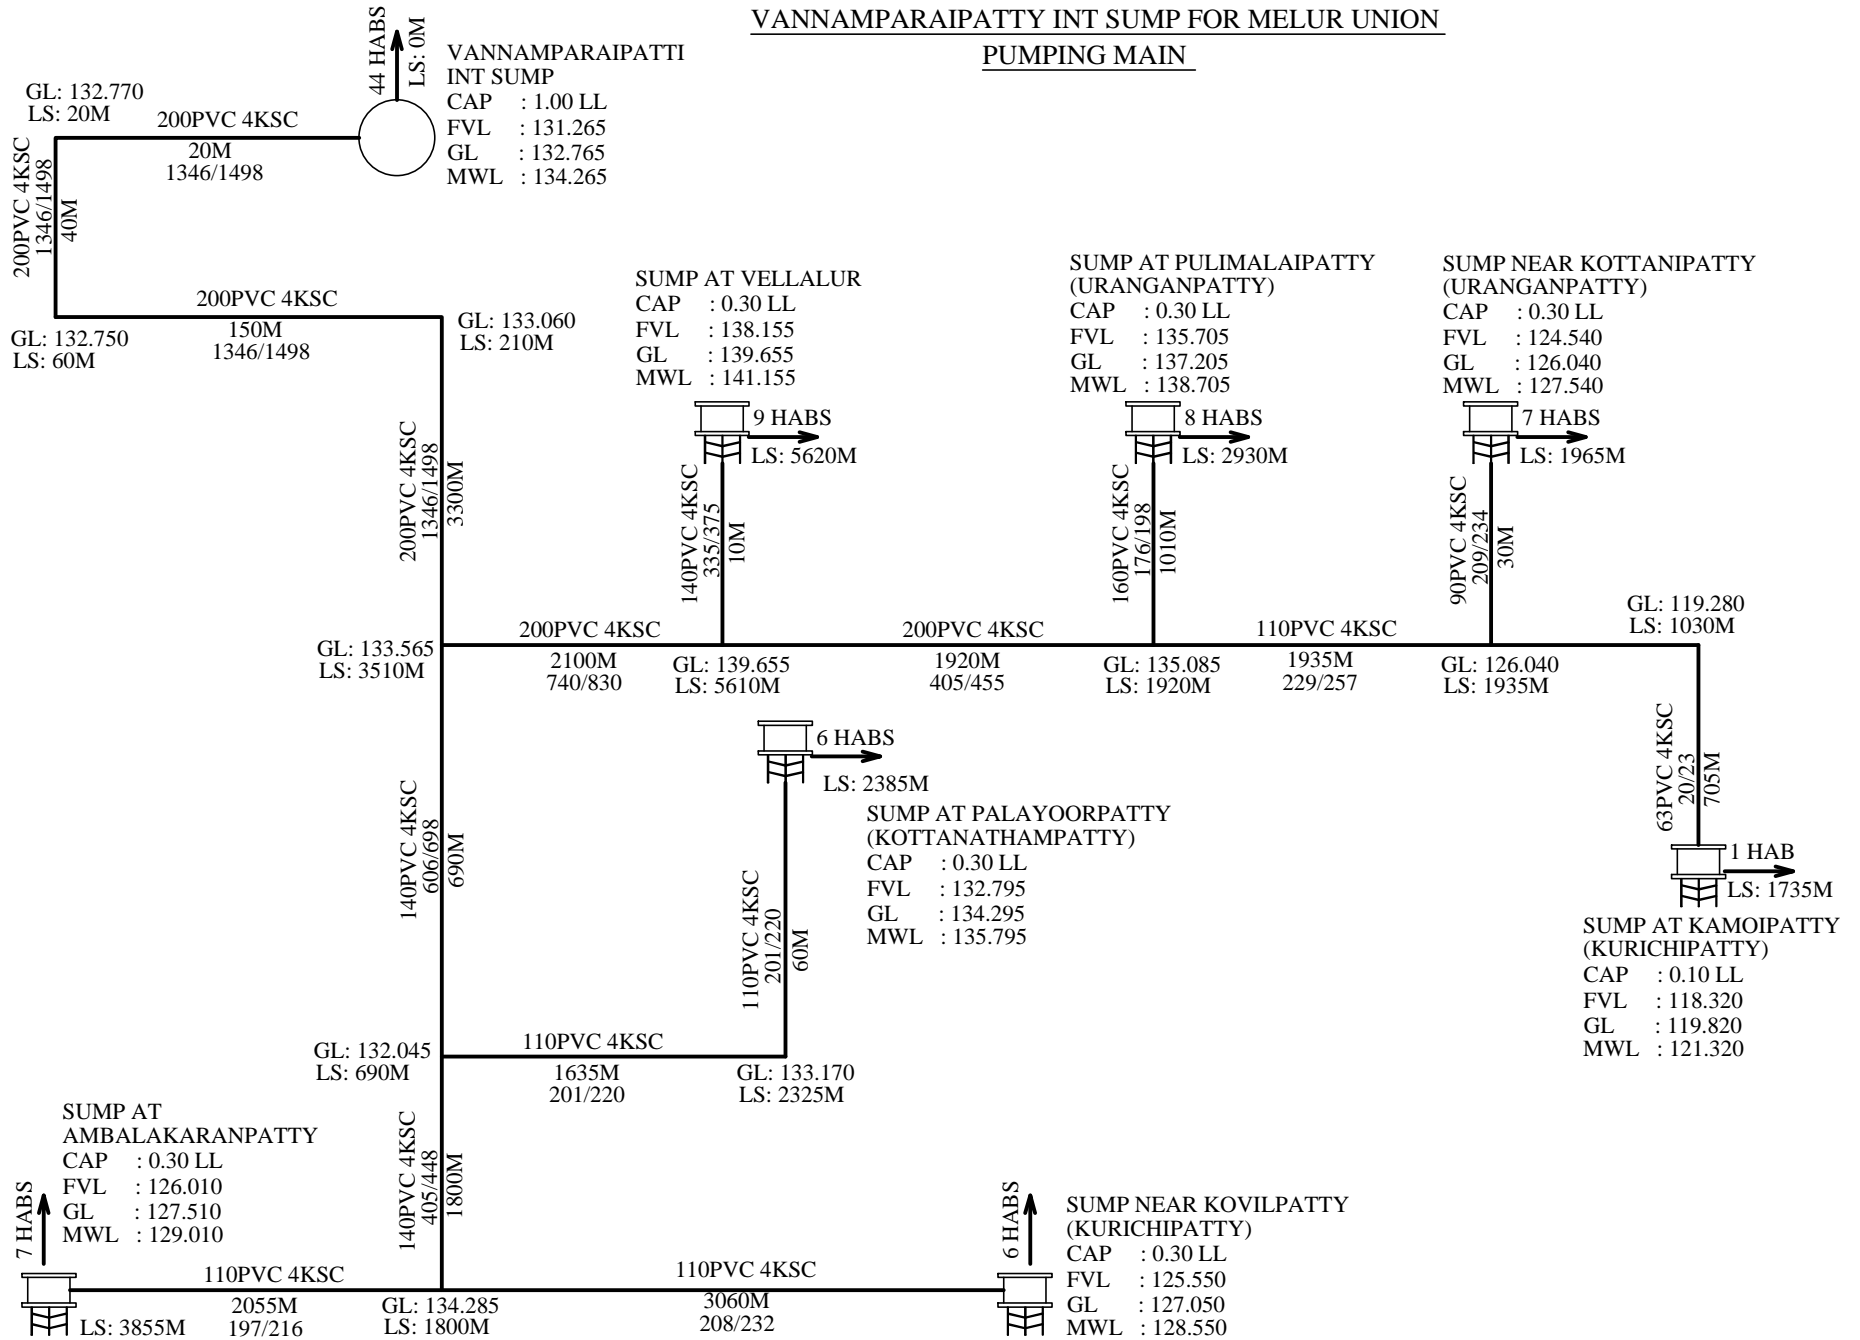 VANNAMPARAIPATTY INT SUMP FOR MELUR UNION
PUMPING MAIN
44 HABS
LS: 0M
VANNAMPARAIPATTI
INT SUMP
CAP : 1.00 LL
FVL : 131.265
GL : 132.765
MWL : 134.265
GL: 132.770
LS: 20M
200PVC 4KSC
20M
1346/1498
200PVC 4KSC
1346/1498
40M
GL: 132.750
LS: 60M
200PVC 4KSC
150M
1346/1498
GL: 133.060
LS: 210M
200PVC 4KSC
1346/1498
3300M
SUMP AT VELLALUR
CAP : 0.30 LL
FVL : 138.155
GL : 139.655
MWL : 141.155
9 HABS
LS: 5620M
140PVC 4KSC
335/375
10M
SUMP AT PULIMALAIPATTY
(URANGANPATTY)
CAP : 0.30 LL
FVL : 135.705
GL : 137.205
MWL : 138.705
8 HABS
LS: 2930M
160PVC 4KSC
176/198
1010M
SUMP NEAR KOTTANIPATTY
(URANGANPATTY)
CAP : 0.30 LL
FVL : 124.540
GL : 126.040
MWL : 127.540
7 HABS
LS: 1965M
90PVC 4KSC
209/234
30M
GL: 133.565
LS: 3510M
200PVC 4KSC
2100M
740/830
GL: 139.655
LS: 5610M
200PVC 4KSC
1920M
405/455
GL: 135.085
LS: 1920M
110PVC 4KSC
1935M
229/257
GL: 126.040
LS: 1935M
GL: 119.280
LS: 1030M
63PVC 4KSC
20/23
705M
1 HAB
LS: 1735M
SUMP AT KAMOIPATTY
(KURICHIPATTY)
CAP : 0.10 LL
FVL : 118.320
GL : 119.820
MWL : 121.320
140PVC 4KSC
606/698
690M
6 HABS
LS: 2385M
SUMP AT PALAYOORPATTY
(KOTTANATHAMPATTY)
CAP : 0.30 LL
FVL : 132.795
GL : 134.295
MWL : 135.795
110PVC 4KSC
201/220
60M
GL: 132.045
LS: 690M
110PVC 4KSC
1635M
201/220
GL: 133.170
LS: 2325M
140PVC 4KSC
405/448
1800M
SUMP AT
AMBALAKARANPATTY
CAP : 0.30 LL
FVL : 126.010
GL : 127.510
MWL : 129.010
7 HABS
LS: 3855M
110PVC 4KSC
2055M
197/216
GL: 134.285
LS: 1800M
110PVC 4KSC
3060M
208/232
6 HABS
SUMP NEAR KOVILPATTY
(KURICHIPATTY)
CAP : 0.30 LL
FVL : 125.550
GL : 127.050
MWL : 128.550